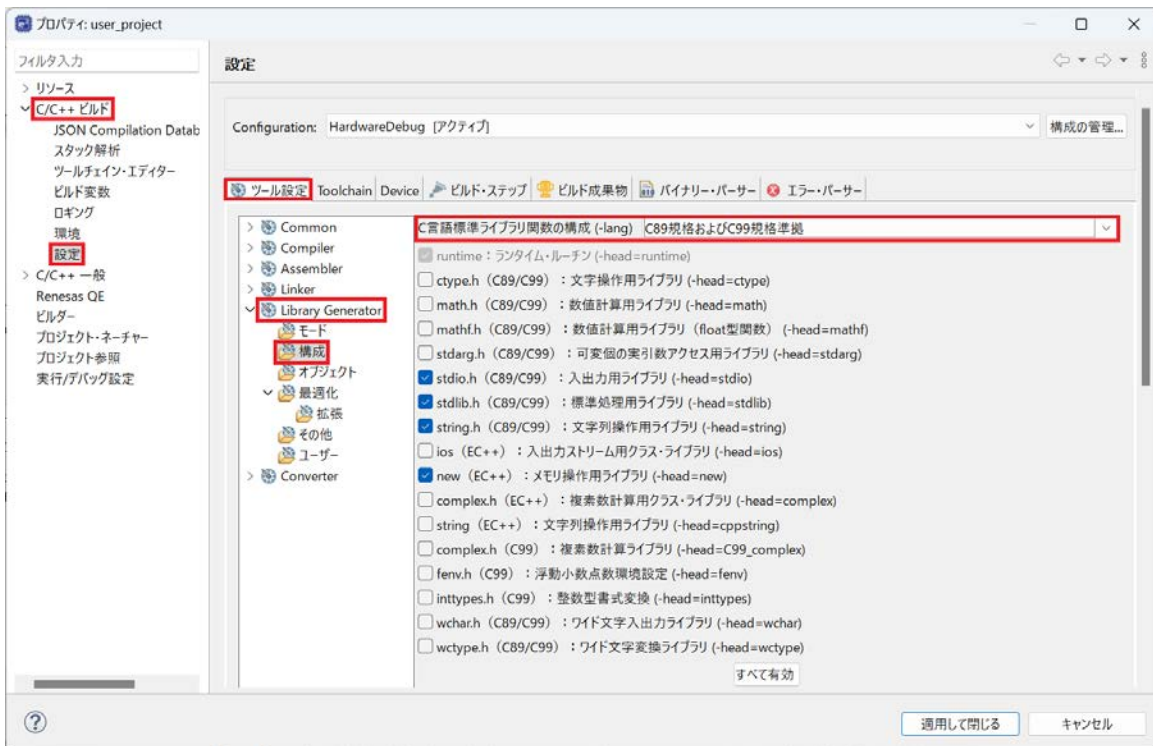 プロパティ: user_project
フィルタ入力
設定
リソース
C/C++ ビルド
JSON Compilation Datab
スタック解析
ツールチェイン・エディター
ビルド変数
ロギング
環境
設定
C/C++ 一般
Renesas QE
ビルダー
プロジェクト・ネーチャー
プロジェクト参照
実行/デバッグ設定
Configuration: HardwareDebug [アクティブ] 構成の管理...
ツール設定 Toolchain Device ビルド・ステップ ビルド成果物 バイナリー・パーサー エラー・パーサー
Common
Compiler
Assembler
Linker
Library Generator
モード
構成
オブジェクト
最適化
拡張
その他
ユーザー
Converter
C言語標準ライブラリ関数の構成 (-lang) C89規格およびC99規格準拠
runtime：ランタイム・ルーチン (-head=runtime)
ctype.h（C89/C99）：文字操作用ライブラリ (-head=ctype)
math.h（C89/C99）：数値計算用ライブラリ (-head=math)
mathf.h（C89/C99）：数値計算用ライブラリ（float型関数） (-head=mathf)
stdarg.h（C89/C99）：可変個の実引数アクセス用ライブラリ (-head=stdarg)
stdio.h（C89/C99）：入出力用ライブラリ (-head=stdio)
stdlib.h（C89/C99）：標準処理用ライブラリ (-head=stdlib)
string.h（C89/C99）：文字列操作用ライブラリ (-head=string)
ios（EC++）：入出力ストリーム用クラス・ライブラリ (-head=ios)
new（EC++）：メモリ操作用ライブラリ (-head=new)
complex.h（EC++）：複素数計算用クラス・ライブラリ (-head=complex)
string（EC++）：文字列操作用ライブラリ (-head=cppstring)
complex.h（C99）：複素数計算ライブラリ (-head=C99_complex)
fenv.h（C99）：浮動小数点数環境設定 (-head=fenv)
inttypes.h（C99）：整数型書式変換 (-head=inttypes)
wchar.h（C89/C99）：ワイド文字入出力ライブラリ (-head=wchar)
wctype.h（C89/C99）：ワイド文字変換ライブラリ (-head=wctype)
すべて有効
適用して閉じる キャンセル